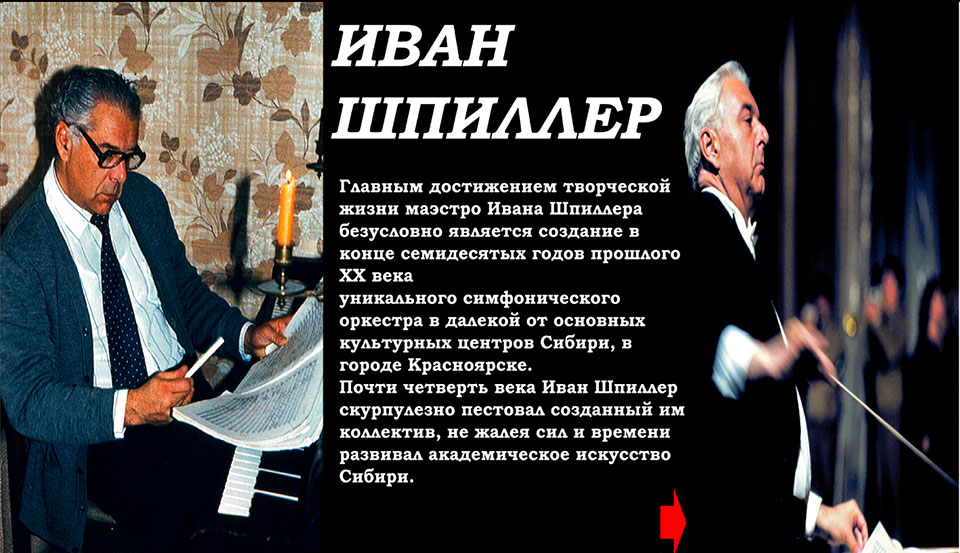 ИВАН
ШПИЛЛЕР
Главным достижением творческой
жизни маэстро Ивана Шпиллера
безусловно является создание в
конце семидесятых годов прошлого
XX века
уникального симфонического
оркестра в далекой от основных
культурных центров Сибири, в
городе Красноярске.
Почти четверть века Иван Шпиллер
скурпулезно пестовал созданный им
коллектив, не жалея сил и времени
развивал академическое искусство
Сибири.